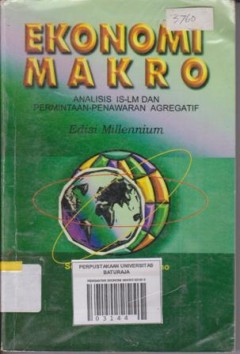 3760
EKONOMI
MAKRO
ANALISIS IS-LM DAN
PERMINTAAN-PENAWARAN AGREGATIF
Edisi Millennium
PERPUSTAKAAN UNIVERSITAS
BATURAJA
03144